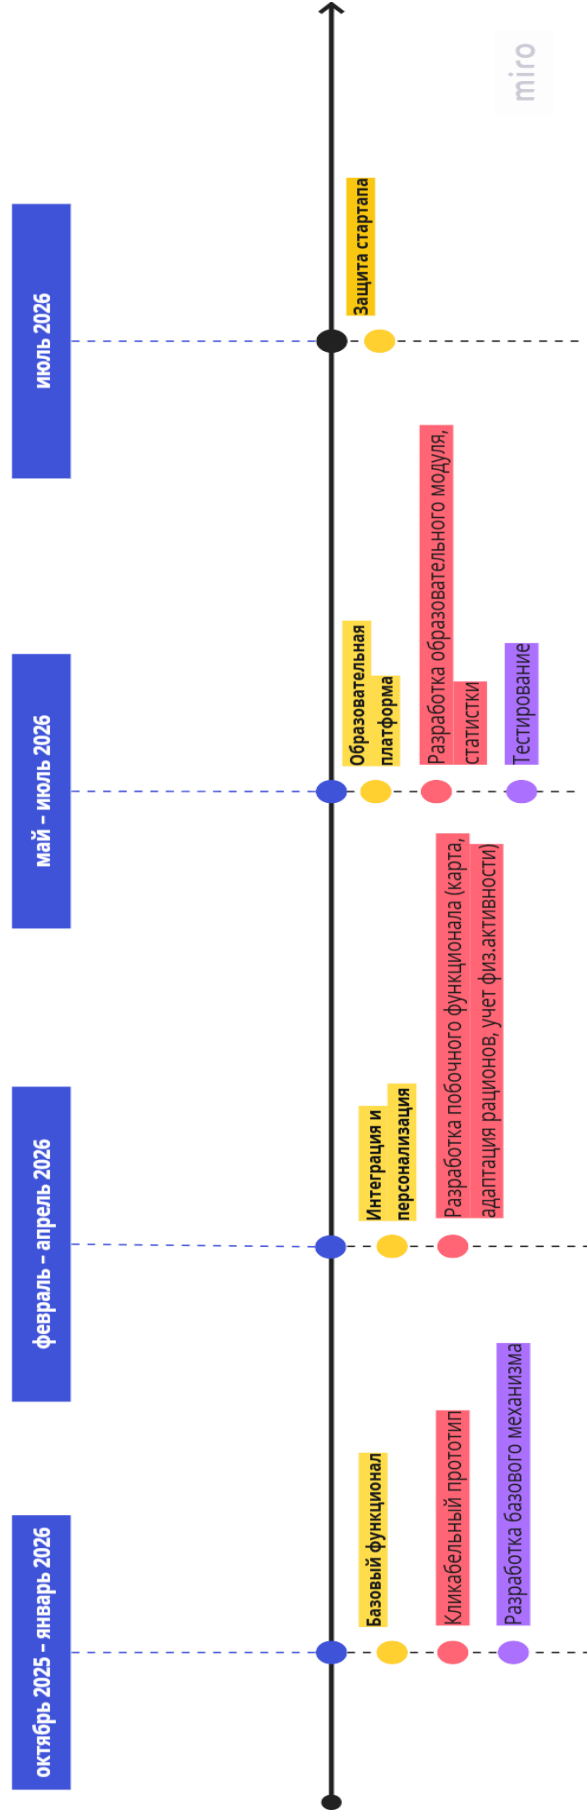 октябрь 2025 – январь 2026
Базовый функционал
Кликабельный прототип
Разработка базового механизма
февраль – апрель 2026
Интеграция и
персонализация
Разработка побочного функционала (карта,
адаптация рационов, учет физ.активности)
май – июль 2026
Образовательная
платформа
Разработка образовательного модуля,
статистки
Тестирование
июль 2026
Защита стартапа
miro